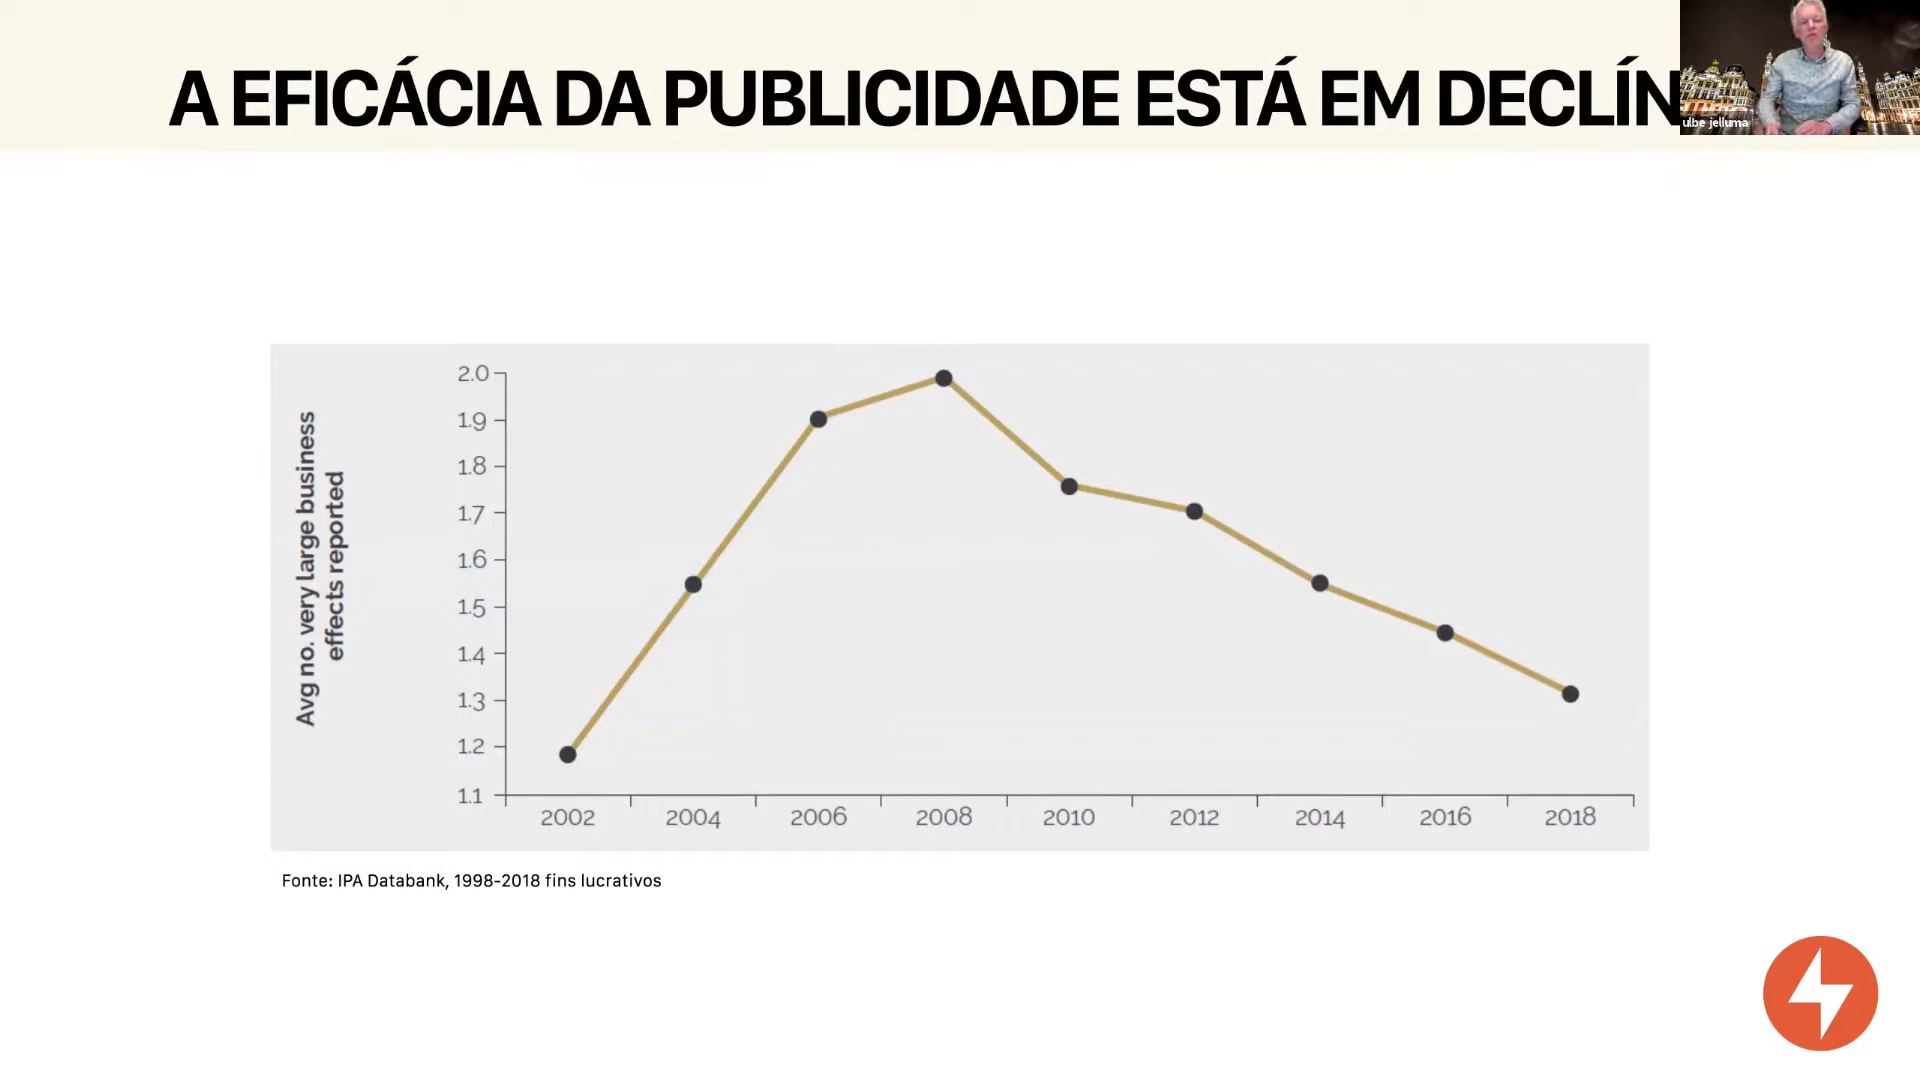 A EFICÁCIA DA PUBLICIDADE ESTÁ EM DECLÍN
ulbe jelluma
Avg no. very large business
effects reported
2.0
1.9
1.8
1.7
1.6
1.5
1.4
1.3
1.2
1.1
2002 2004 2006 2008 2010 2012 2014 2016 2018
Fonte: IPA Databank, 1998-2018 fins lucrativos